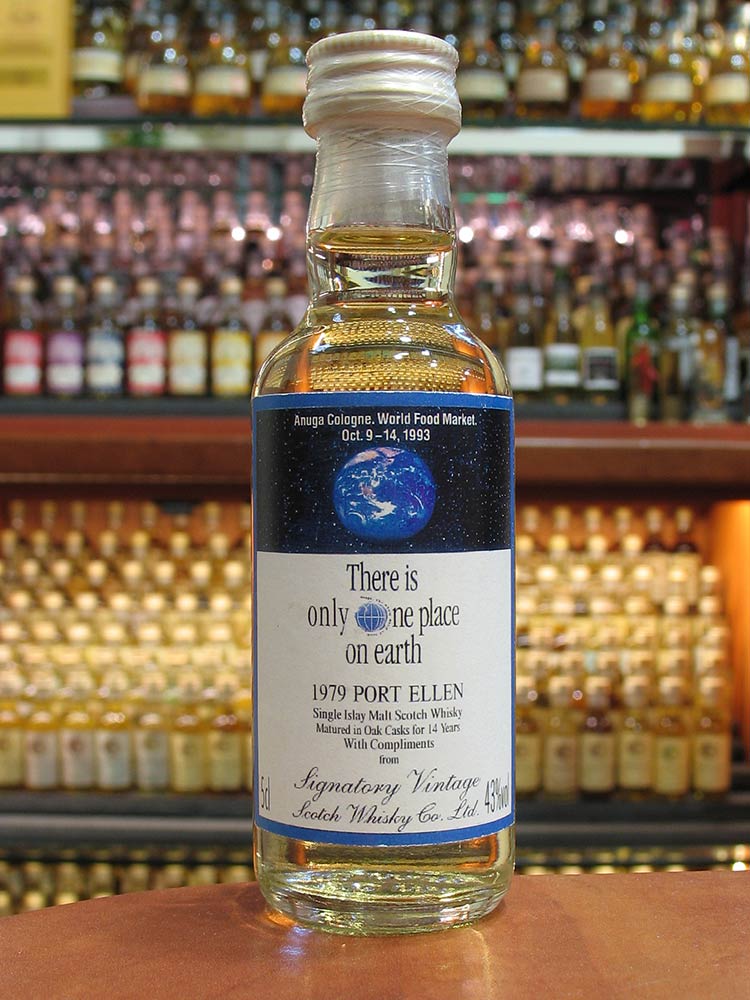 Anuga Cologne. World Food Market.
Oct. 9–14, 1993
There is
only One place
on earth
1979 PORT ELLEN
Single Islay Malt Scotch Whisky
Matured in Oak Casks for 14 Years
With Compliments
from
Signatory Vintage
Scotch Whisky Co. Ltd.
5cl
43%vol